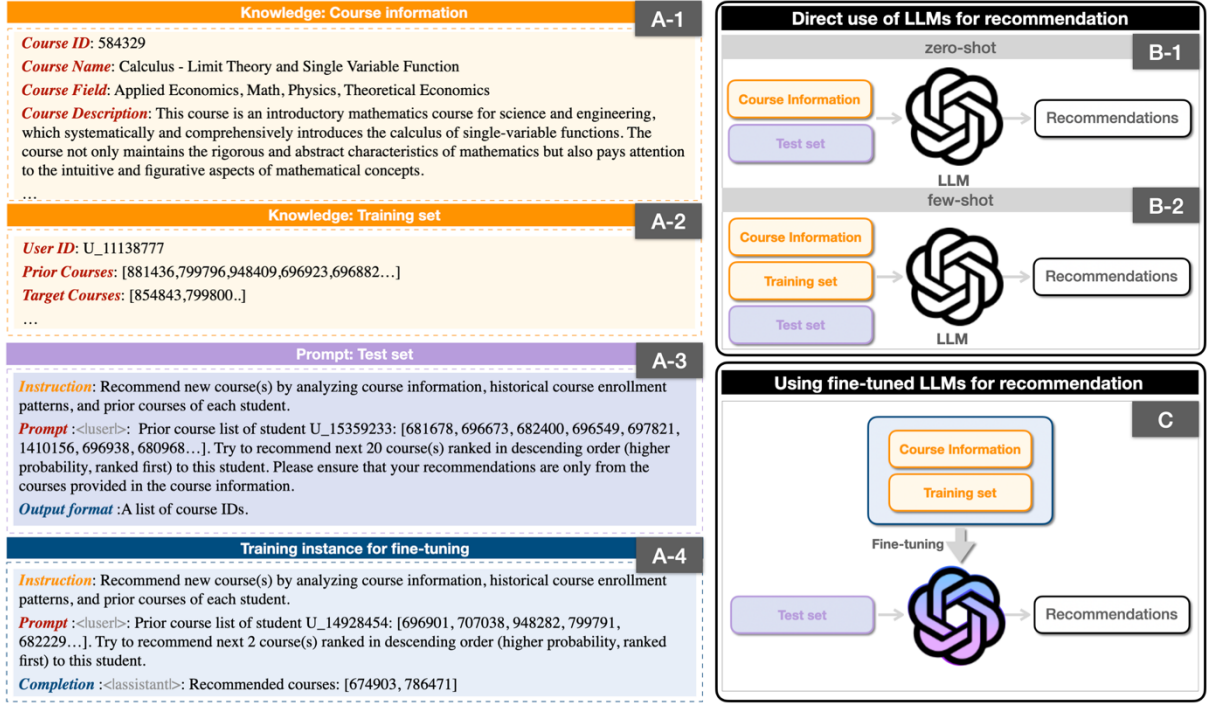 Knowledge: Course information
A-1
Course ID: 584329
Course Name: Calculus - Limit Theory and Single Variable Function
Course Field: Applied Economics, Math, Physics, Theoretical Economics
Course Description: This course is an introductory mathematics course for science and engineering,
which systematically and comprehensively introduces the calculus of single-variable functions. The
course not only maintains the rigorous and abstract characteristics of mathematics but also pays attention
to the intuitive and figurative aspects of mathematical concepts.
...
Knowledge: Training set
A-2
User ID: U_11138777
Prior Courses: [881436,799796,948409,696923,696882...]
Target Courses: [854843,799800..]
...
Prompt: Test set
A-3
Instruction: Recommend new course(s) by analyzing course information, historical course enrollment
patterns, and prior courses of each student.
Prompt :<|user|>: Prior course list of student U_15359233: [681678, 696673, 682400, 696549, 697821,
1410156, 696938, 680968...]. Try to recommend next 20 course(s) ranked in descending order (higher
probability, ranked first) to this student. Please ensure that your recommendations are only from the
courses provided in the course information.
Output format :A list of course IDs.
Training instance for fine-tuning
A-4
Instruction: Recommend new course(s) by analyzing course information, historical course enrollment
patterns, and prior courses of each student.
Prompt :<|user|>: Prior course list of student U_14928454: [696901, 707038, 948282, 799791,
682229...]. Try to recommend next 2 course(s) ranked in descending order (higher probability, ranked
first) to this student.
Completion :<|assistant|>: Recommended courses: [674903, 786471]
Direct use of LLMs for recommendation
zero-shot
B-1
Course Information
Test set
LLM
Recommendations
few-shot
B-2
Course Information
Training set
Test set
LLM
Recommendations
Using fine-tuned LLMs for recommendation
C
Course Information
Training set
Fine-tuning
Test set
Recommendations